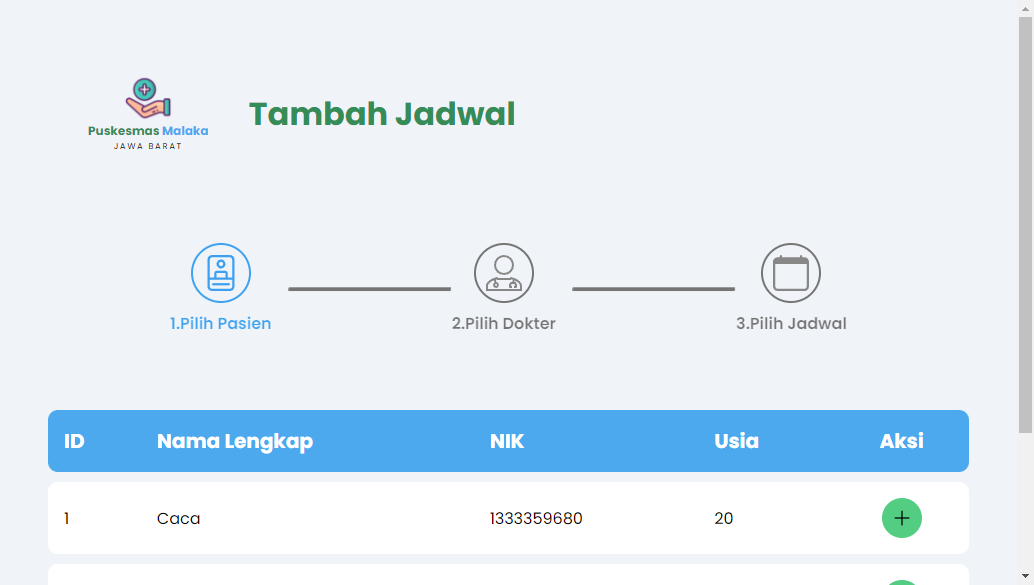 Puskesmas Malaka
JAWA BARAT
Tambah Jadwal
1.Pilih Pasien
2.Pilih Dokter
3.Pilih Jadwal
ID Nama Lengkap NIK Usia Aksi
1 Caca 1333359680 20 +